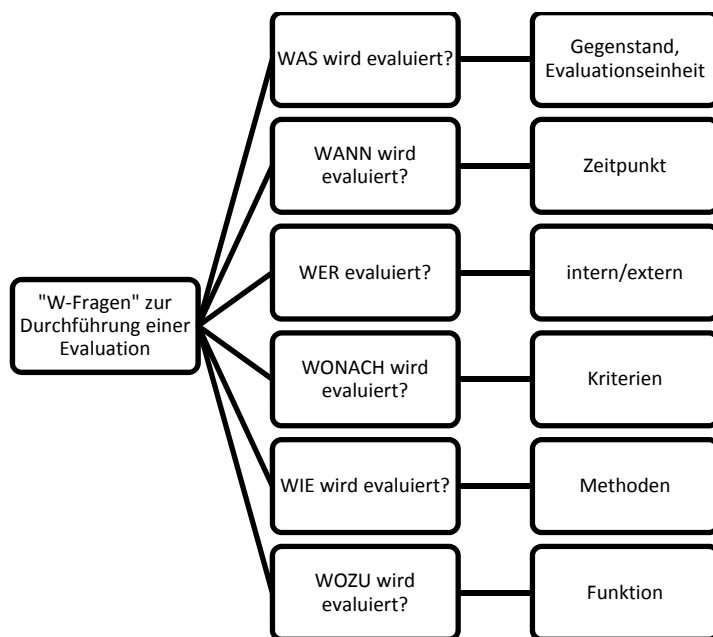 "W-Fragen" zur
Durchführung einer
Evaluation
WAS wird evaluiert?
Gegenstand,
Evaluationseinheit
WANN wird
evaluiert?
Zeitpunkt
WER evaluiert?
intern/extern
WONACH wird
evaluiert?
Kriterien
WIE wird evaluiert?
Methoden
WOZU wird
evaluiert?
Funktion